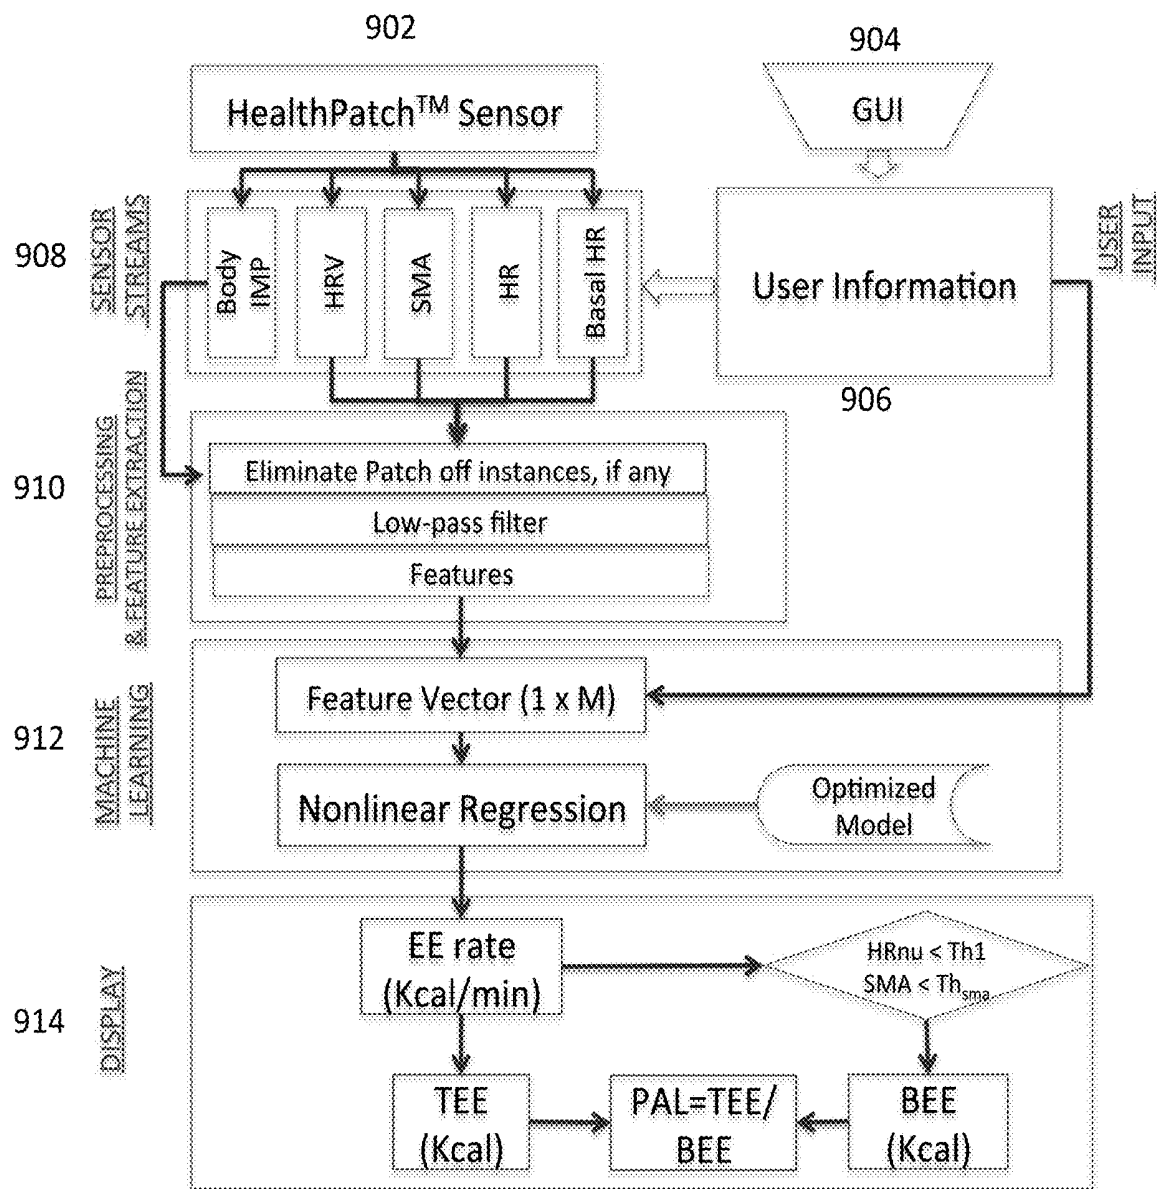 902
904
HealthPatch™ Sensor
GUI
908
SENSOR
STREAMS
Body
IMP
HRV
SMA
HR
Basal HR
User Information
USER
INPUT
906
910
PREPROCESSING
& FEATURE EXTRACTION
Eliminate Patch off instances, if any
Low-pass filter
Features
912
MACHINE
LEARNING
Feature Vector (1 x M)
Nonlinear Regression
Optimized
Model
914
DISPLAY
EE rate
(Kcal/min)
HRnu < Th1
SMA < Thsma
TEE
(Kcal)
PAL=TEE/
BEE
BEE
(Kcal)